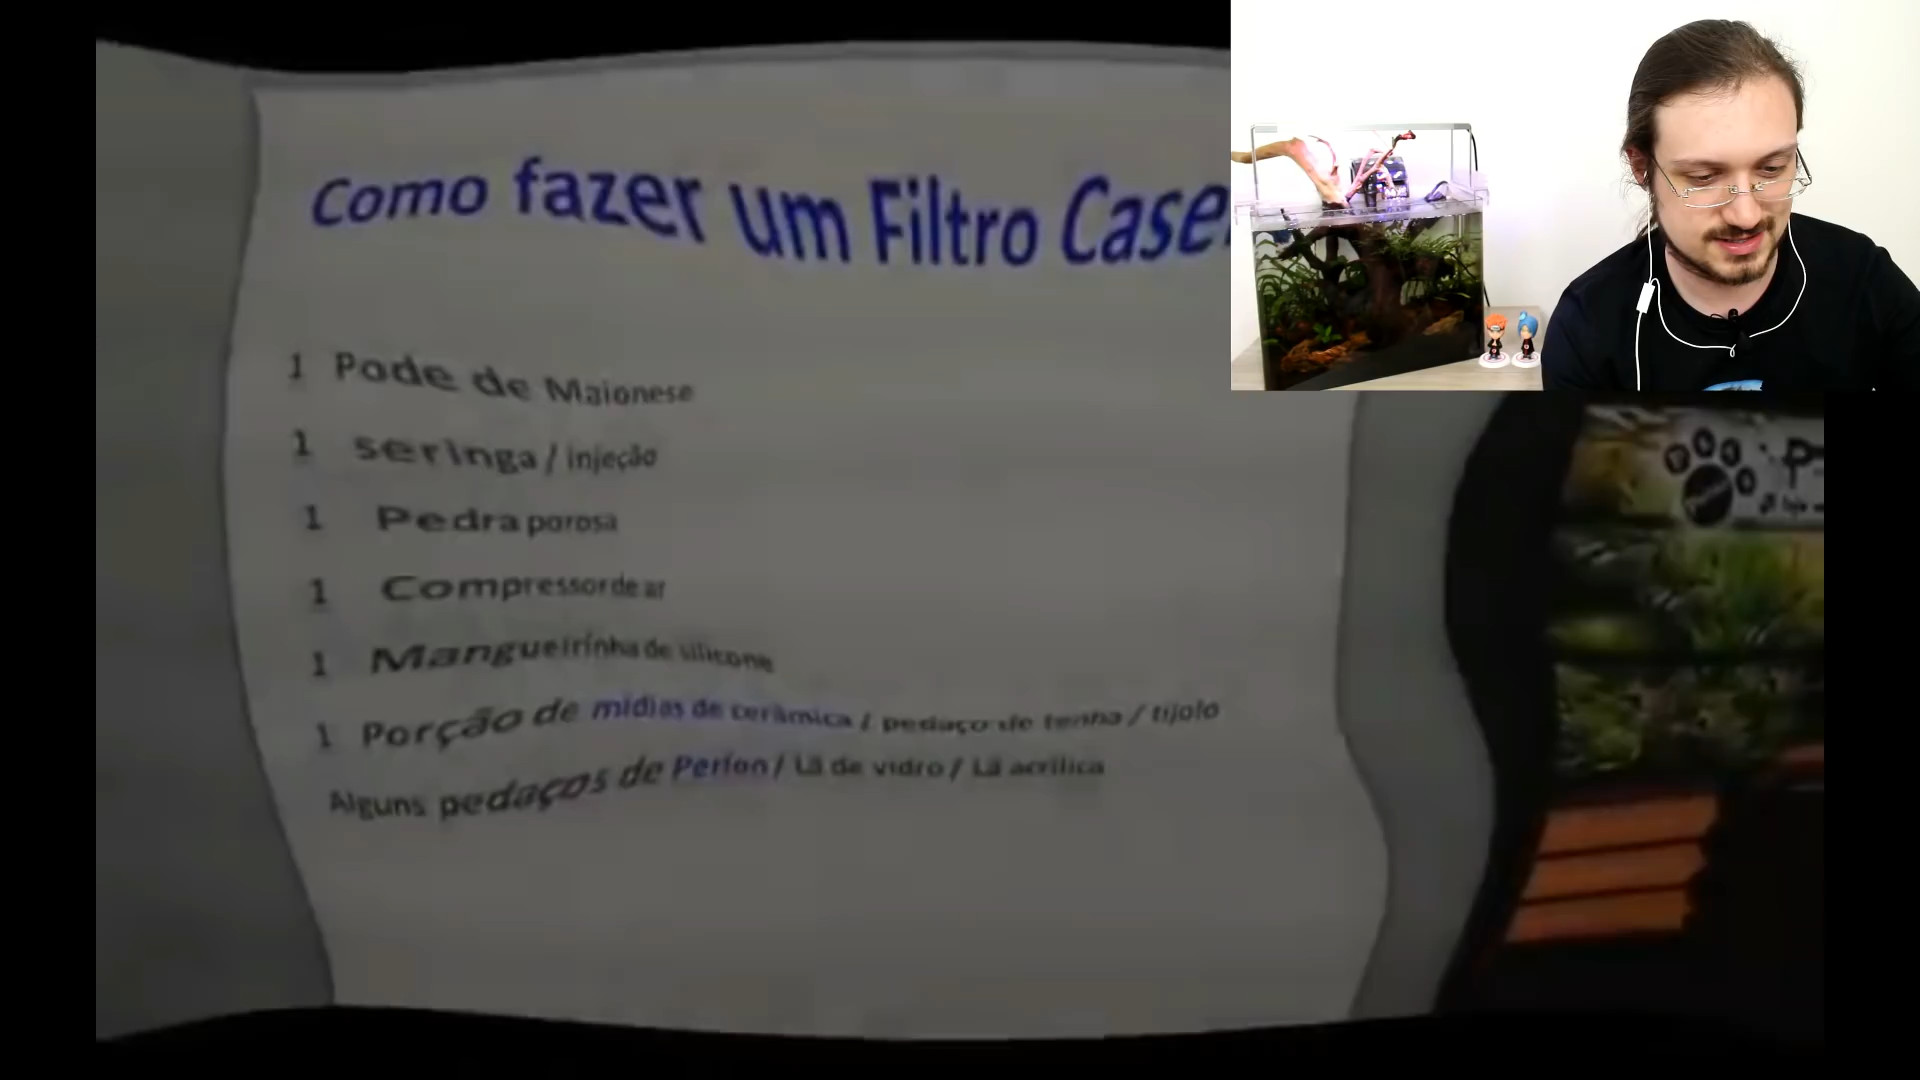 Como fazer um Filtro Case
1 Pode de Maionese
1 seringa / injeção
1 Pedra porosa
1 Compressor de ar
1 Mangueirinha de silicone
1 Porção de mídias de cerâmica / pedaço de tenha / tijolo
Alguns pedaços de Perlon / Lã de vidro / Lã acrílica